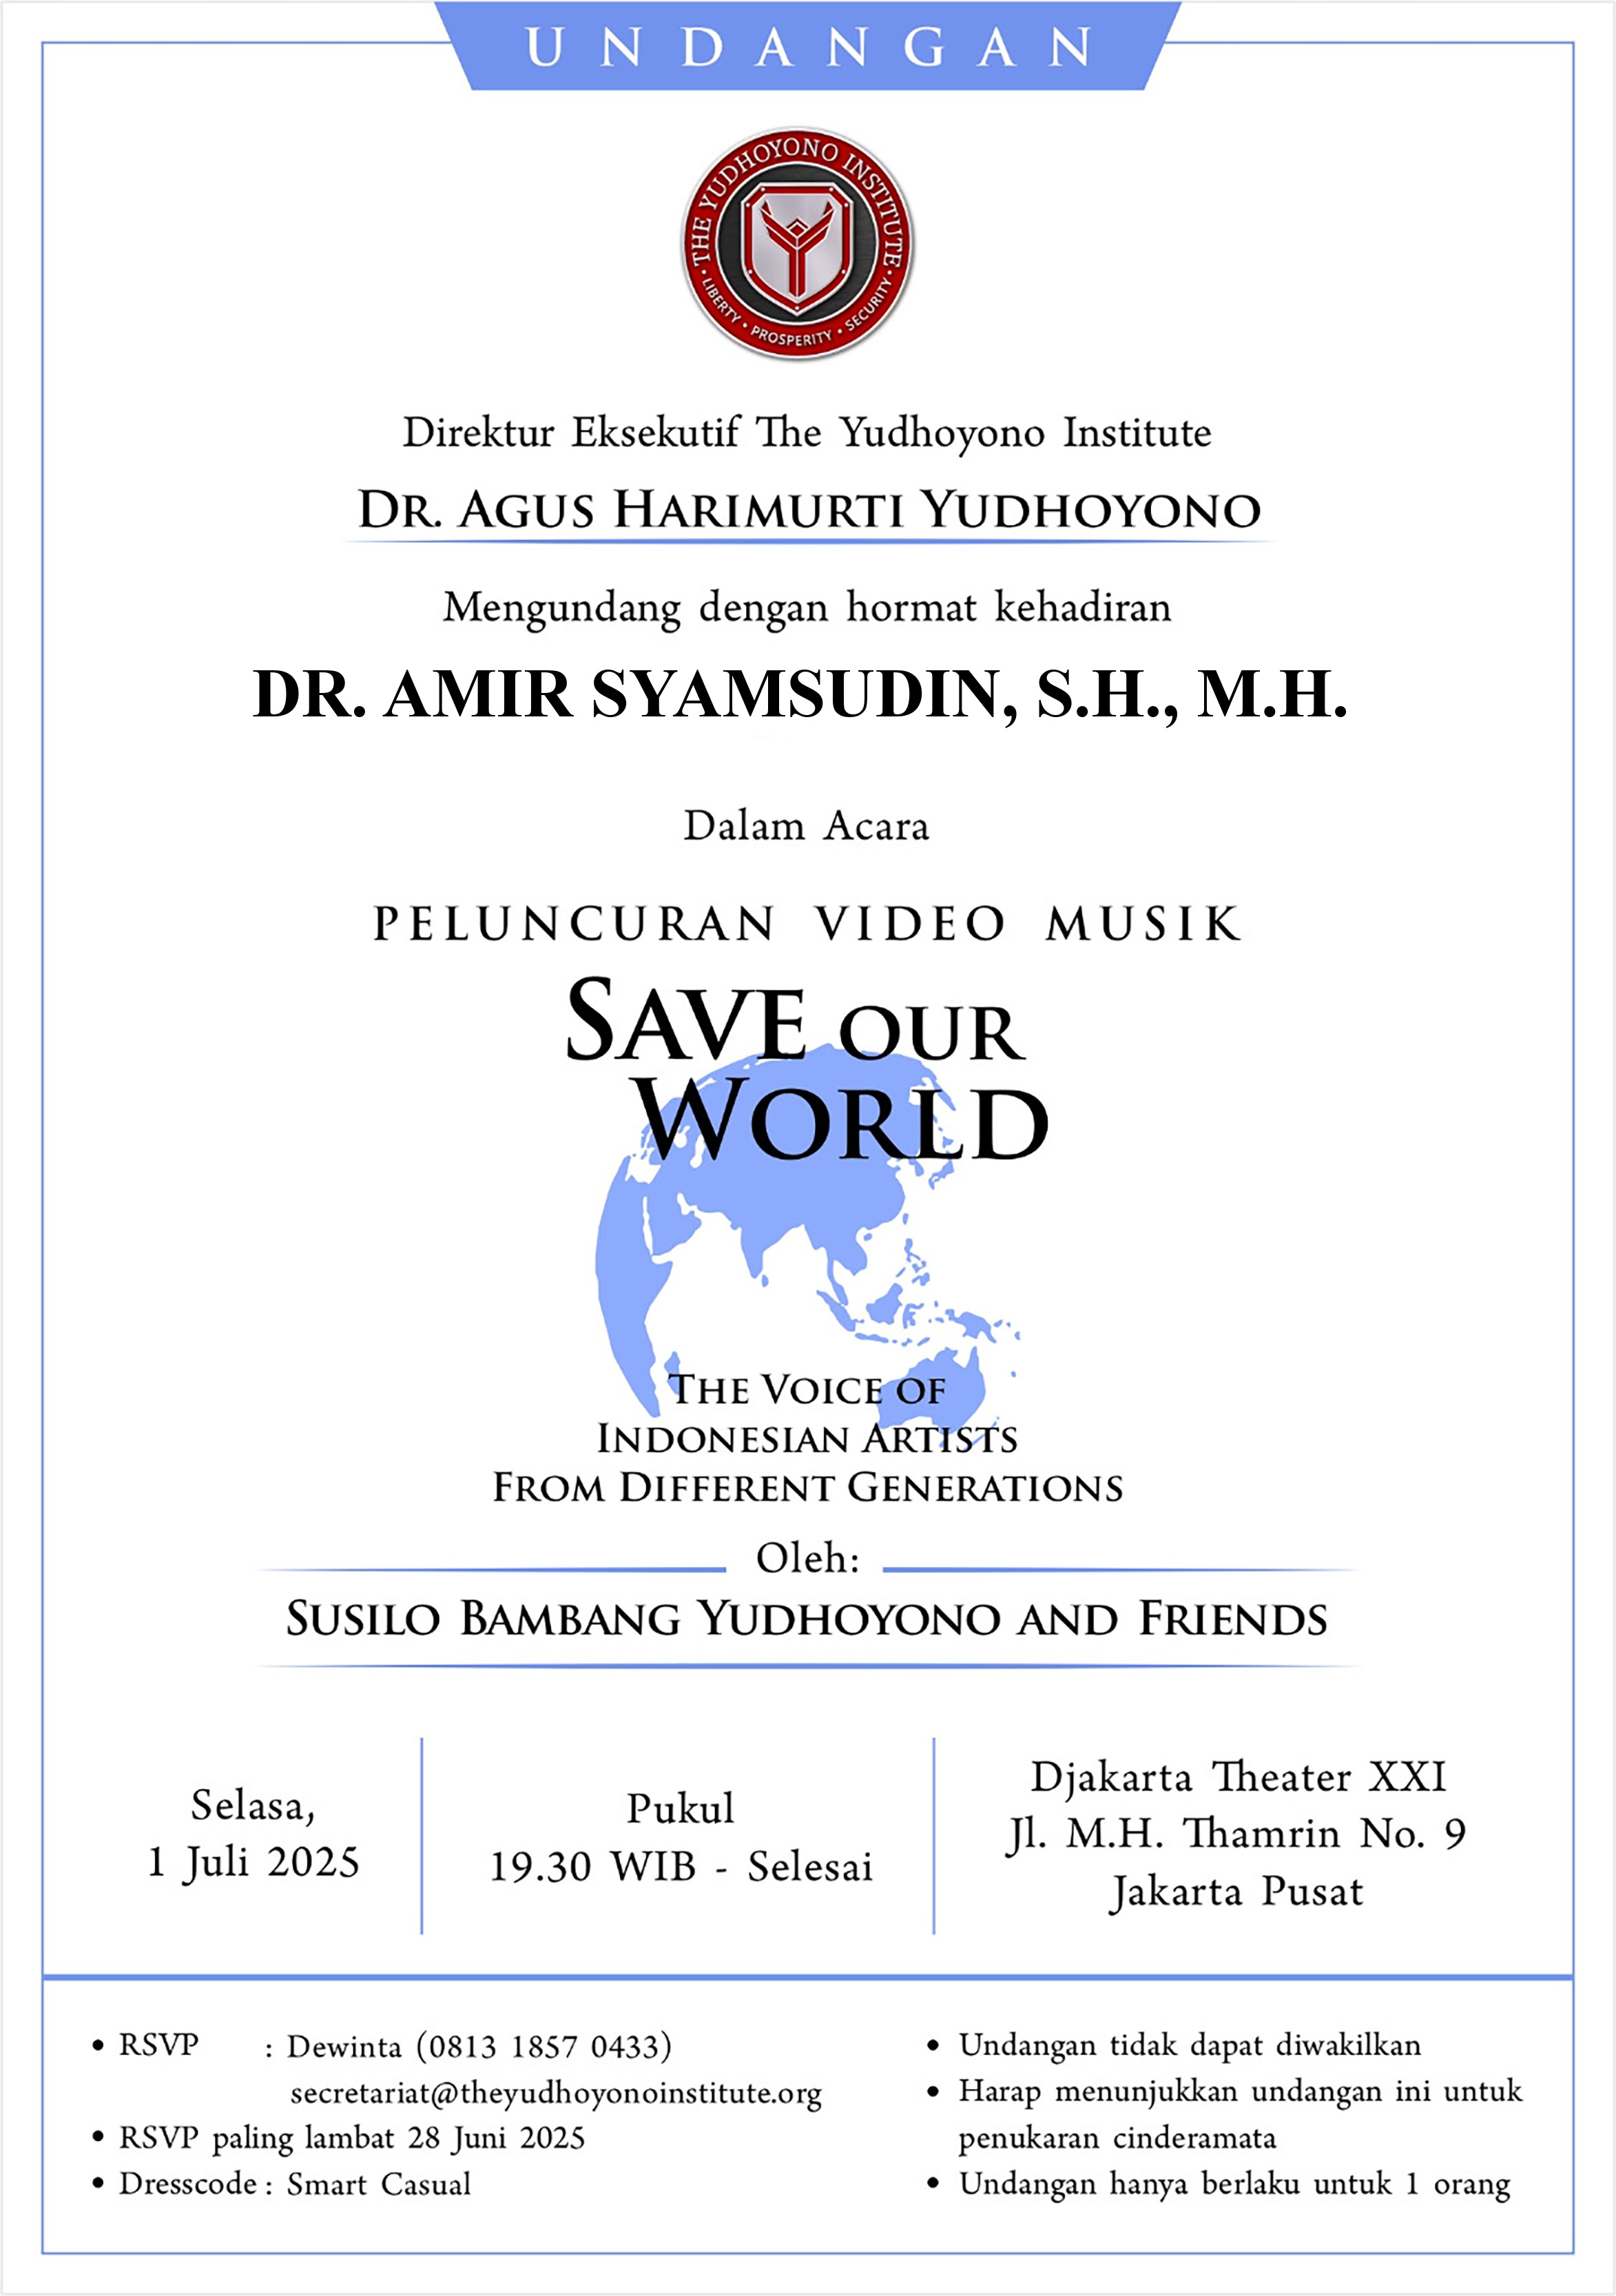 UNDANGAN
THE YUDHOYONO INSTITUTE
• LIBERTY • PROSPERITY • SECURITY •
Direktur Eksekutif The Yudhoyono Institute
DR. AGUS HARIMURTI YUDHOYONO
Mengundang dengan hormat kehadiran
DR. AMIR SYAMSUDIN, S.H., M.H.
Dalam Acara
PELUNCURAN VIDEO MUSIK
SAVE OUR
WORLD
THE VOICE OF
INDONESIAN ARTISTS
FROM DIFFERENT GENERATIONS
Oleh:
SUSILO BAMBANG YUDHOYONO AND FRIENDS
Selasa,
1 Juli 2025
Pukul
19.30 WIB - Selesai
Djakarta Theater XXI
Jl. M.H. Thamrin No. 9
Jakarta Pusat
• RSVP : Dewinta (0813 1857 0433)
secretariat@theyudhoyonoinstitute.org
• RSVP paling lambat 28 Juni 2025
• Dresscode : Smart Casual
• Undangan tidak dapat diwakilkan
• Harap menunjukkan undangan ini untuk
penukaran cinderamata
• Undangan hanya berlaku untuk 1 orang